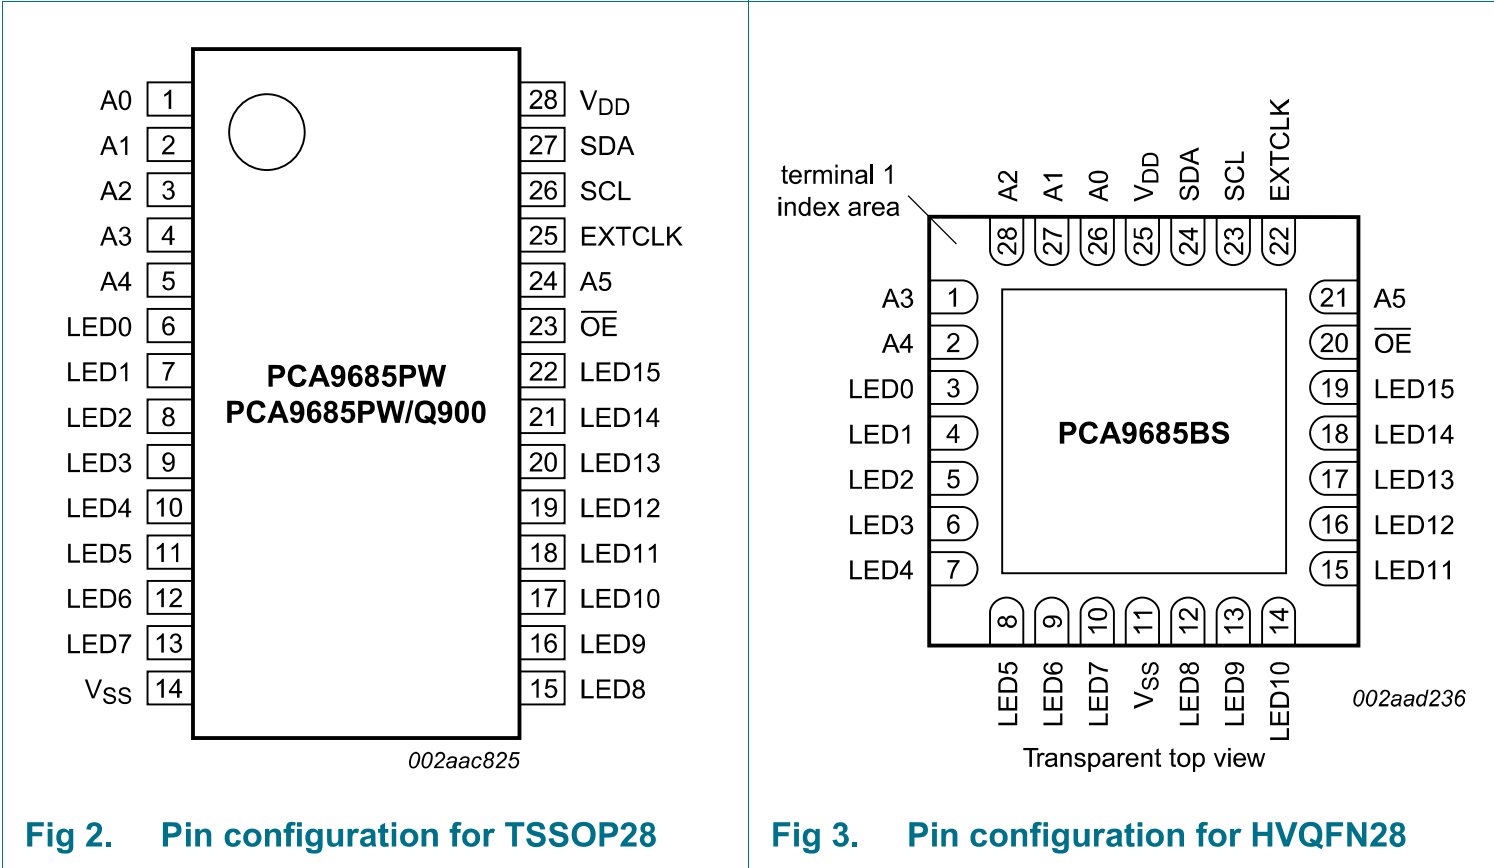 A0 1 28 VDD
A1 2 27 SDA
A2 3 26 SCL
A3 4 25 EXTCLK
A4 5 24 A5
LED0 6 23 OE
LED1 7 22 LED15
PCA9685PW
LED2 8 21 LED14
PCA9685PW/Q900
LED3 9 20 LED13
LED4 10 19 LED12
LED5 11 18 LED11
LED6 12 17 LED10
LED7 13 16 LED9
VSS 14 15 LED8
002aac825
Fig 2. Pin configuration for TSSOP28
terminal 1
index area
A2 A1 A0 VDD SDA SCL EXTCLK
28 27 26 25 24 23 22
A3 1 21 A5
A4 2 20 OE
LED0 3 19 LED15
LED1 4 PCA9685BS 18 LED14
LED2 5 17 LED13
LED3 6 16 LED12
LED4 7 15 LED11
8 9 10 11 12 13 14
LED5 LED6 LED7 VSS LED8 LED9 LED10
002aad236
Transparent top view
Fig 3. Pin configuration for HVQFN28